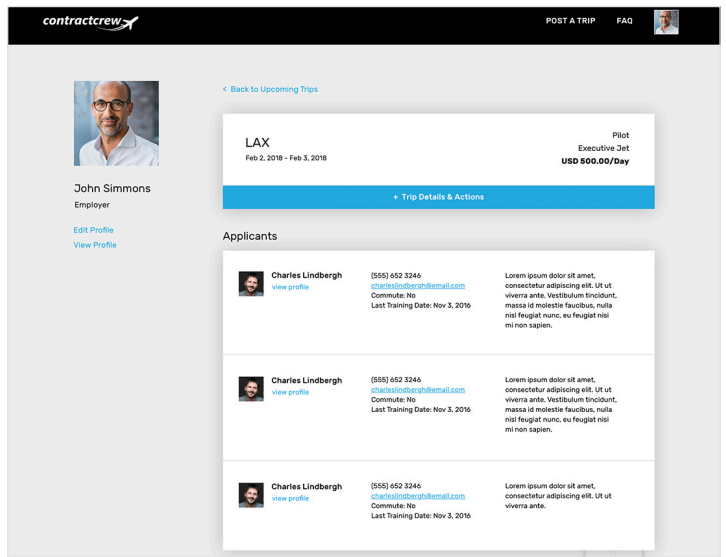 contractcrew
POST A TRIP
FAQ
John Simmons
Employer
Edit Profile
View Profile
< Back to Upcoming Trips
LAX
Feb 2, 2018 - Feb 3, 2018
Pilot
Executive Jet
USD 500.00/Day
+ Trip Details & Actions
Applicants
Charles Lindbergh
view profile
(555) 652 3246
charleslindbergh@email.com
Commute: No
Last Training Date: Nov 3, 2016
Lorem ipsum dolor sit amet,
consectetur adipiscing elit. Ut ut
viverra ante. Vestibulum tincidunt,
massa id molestie faucibus, nulla
nisl feugiat nunc, eu feugiat nisi
mi non sapien.
Charles Lindbergh
view profile
(555) 652 3246
charleslindbergh@email.com
Commute: No
Last Training Date: Nov 3, 2016
Lorem ipsum dolor sit amet,
consectetur adipiscing elit. Ut ut
viverra ante. Vestibulum tincidunt,
massa id molestie faucibus, nulla
nisl feugiat nunc, eu feugiat nisi
mi non sapien.
Charles Lindbergh
view profile
(555) 652 3246
charleslindbergh@email.com
Commute: No
Last Training Date: Nov 3, 2016
Lorem ipsum dolor sit amet,
consectetur adipiscing elit. Ut ut
viverra ante.